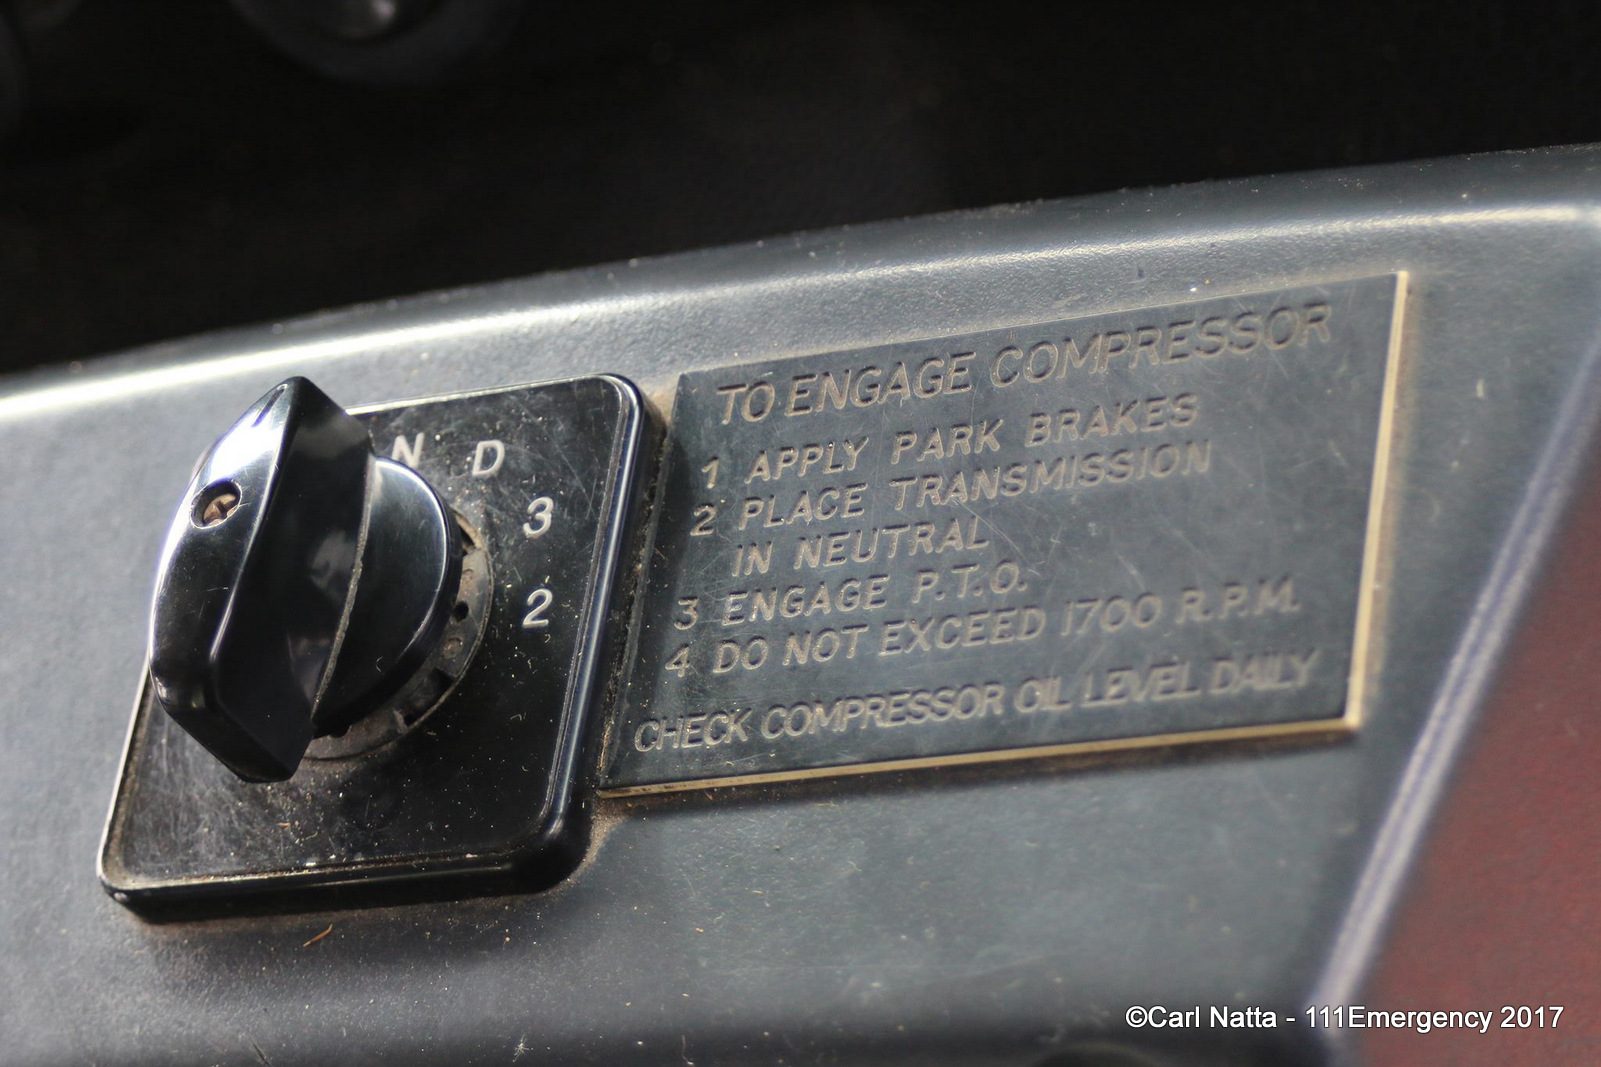 N D
3
2
TO ENGAGE COMPRESSOR
1 APPLY PARK BRAKES
2 PLACE TRANSMISSION
IN NEUTRAL
3 ENGAGE P.T.O.
4 DO NOT EXCEED 1700 R.P.M.
CHECK COMPRESSOR OIL LEVEL DAILY
©Carl Natta - 111Emergency 2017